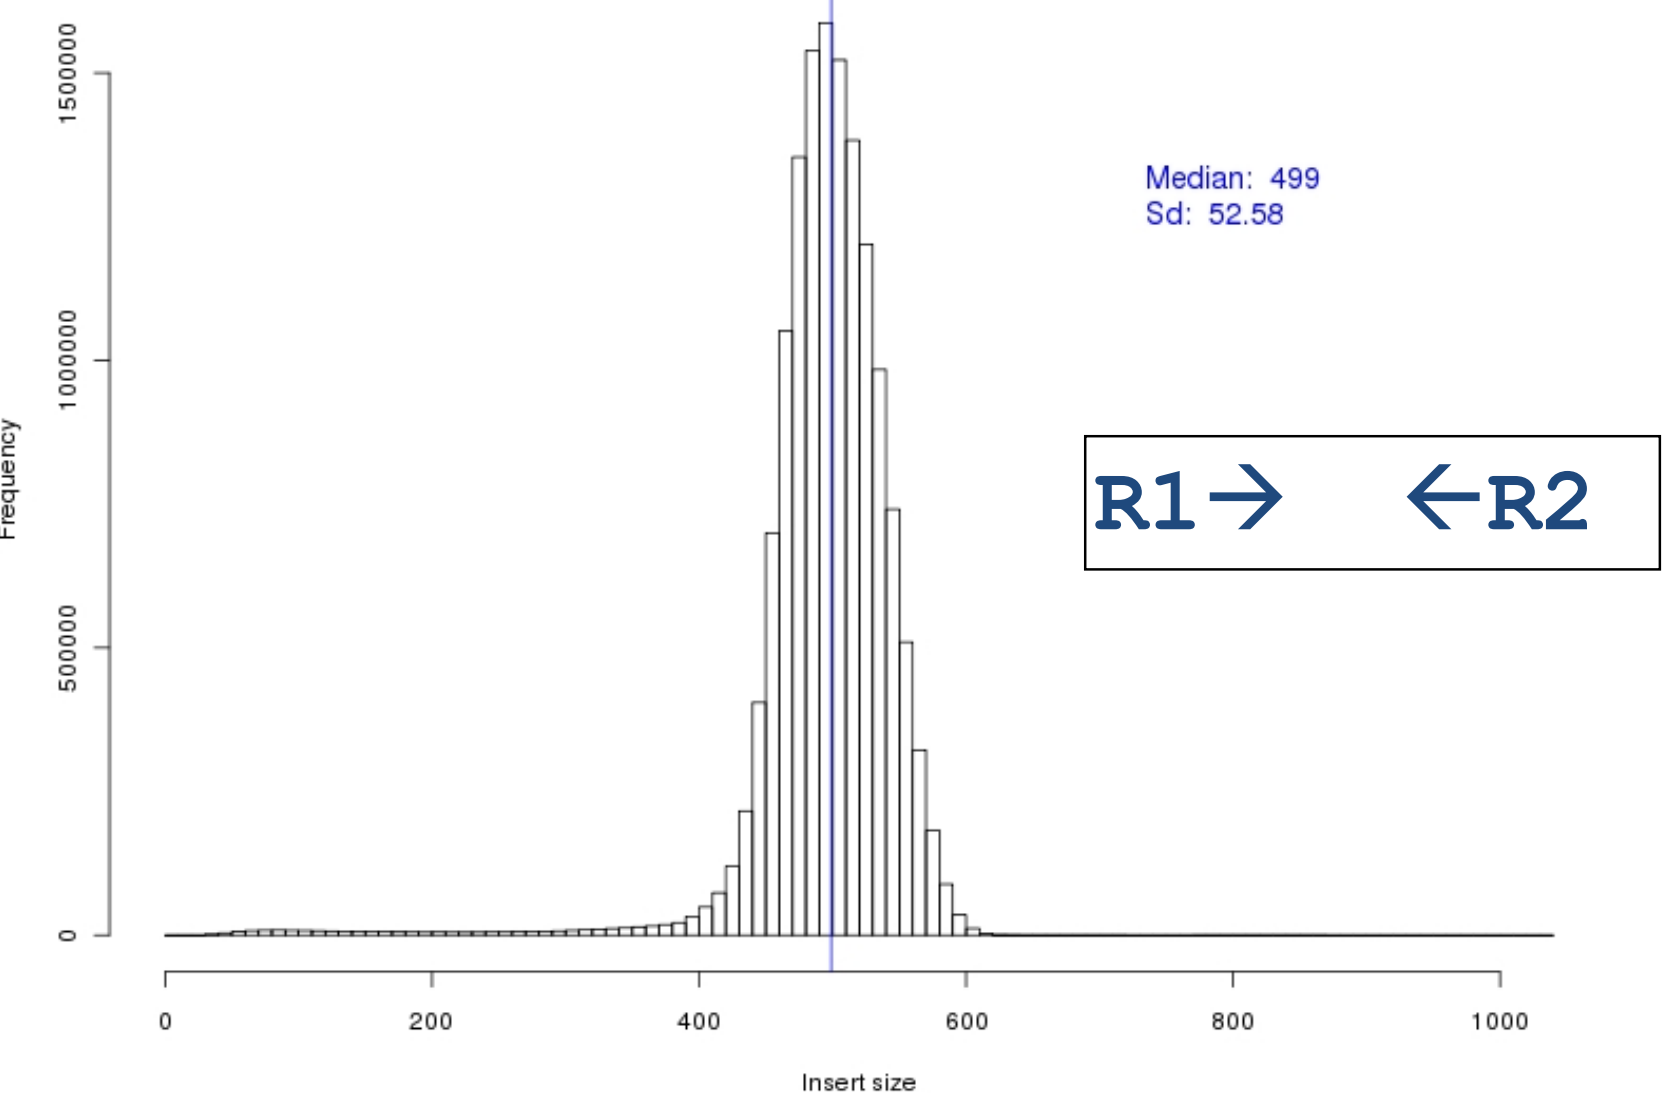 Frequency
1500000
1000000
500000
0
Median: 499
Sd: 52.58
R1→ ←R2
0 200 400 600 800 1000
Insert size